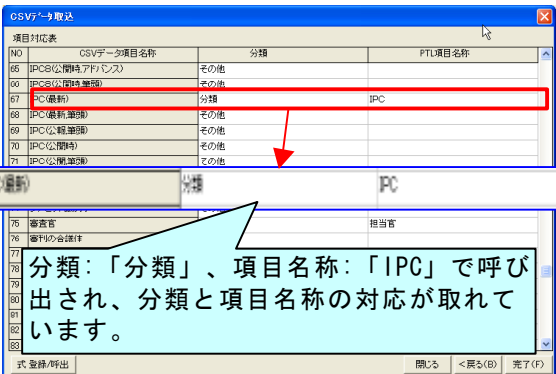 CSVデータ取込
項目対応表
NO CSVデータ項目名称 分類 PTL項目名称
65 IPC8(公開時,アドバンス) その他
66 IPC8(公開時,筆頭) その他
67 IPC(最新) 分類 IPC
68 IPC(最新,筆頭) その他
69 IPC(公報,筆頭) その他
70 IPC(公開時) その他
71 IPC(公開,筆頭) その他
(最新) 分類 IPC
75 審査官 担当官
76 審判の合議体
77
78
79
80
81
82
83
分類:「分類」、項目名称:「IPC」で呼び
出され、分類と項目名称の対応が取れて
います。
式 登録/呼出 閉じる <戻る(B) 完了(F)